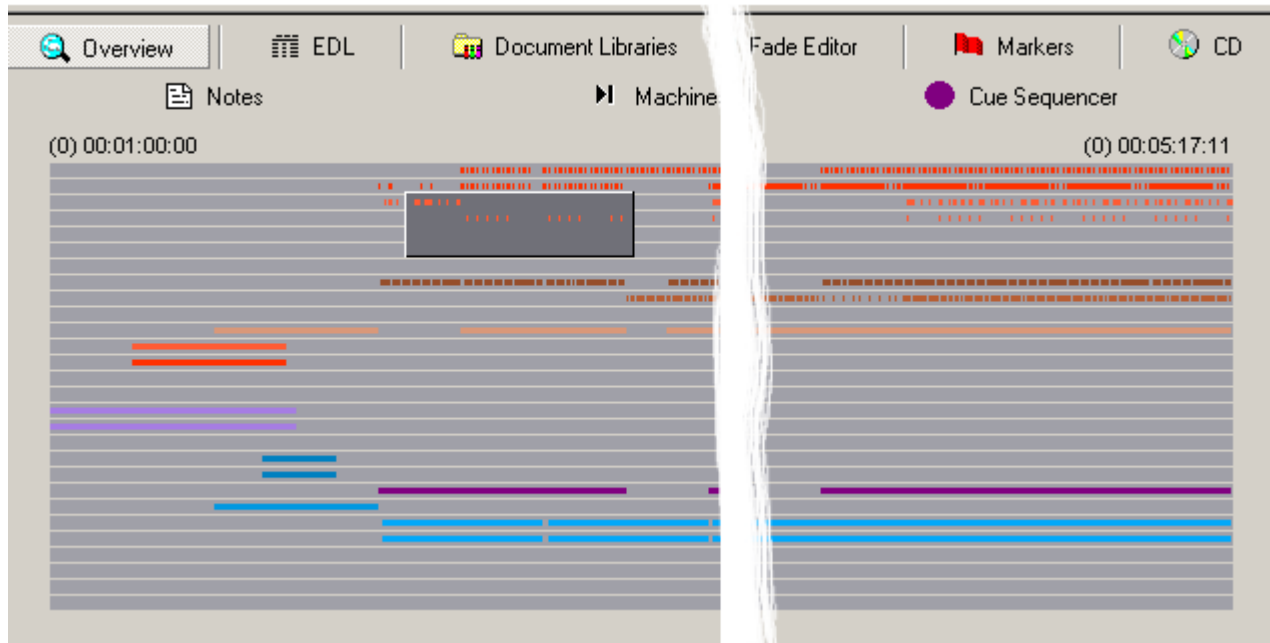 Overview EDL Document Libraries Fade Editor Markers CD
Notes Machine Cue Sequencer
(0) 00:01:00:00 (0) 00:05:17:11